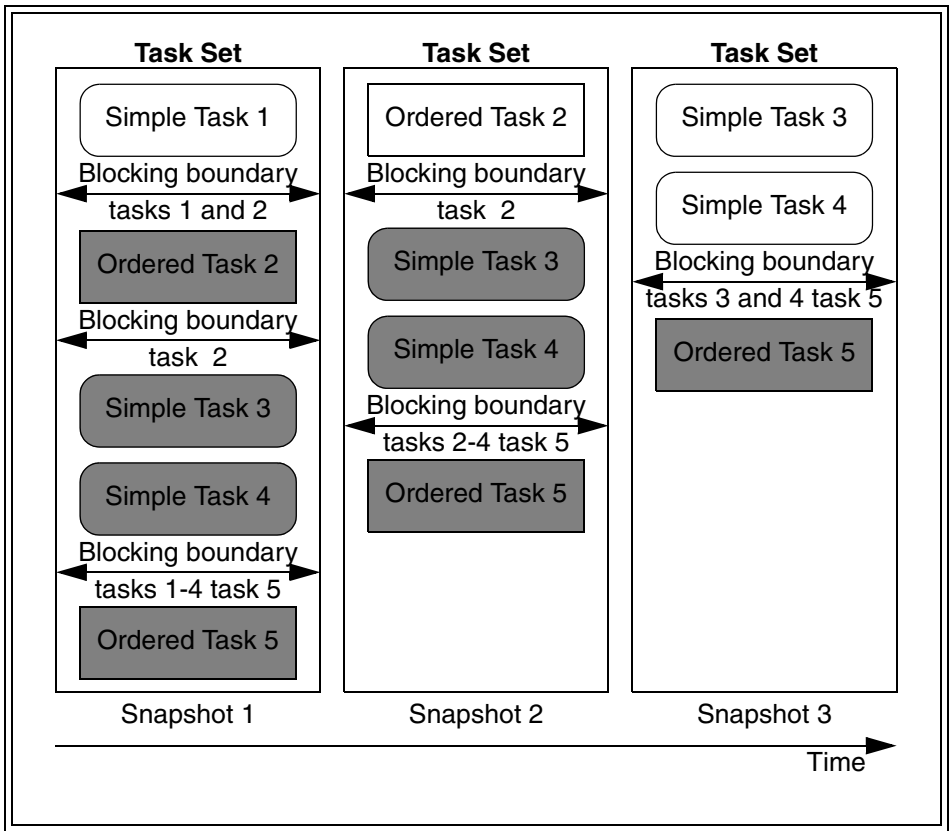 Task Set
Simple Task 1
Blocking boundary
tasks 1 and 2
Ordered Task 2
Blocking boundary
task 2
Simple Task 3
Simple Task 4
Blocking boundary
tasks 1-4 task 5
Ordered Task 5
Snapshot 1
Task Set
Ordered Task 2
Blocking boundary
task 2
Simple Task 3
Simple Task 4
Blocking boundary
tasks 2-4 task 5
Ordered Task 5
Snapshot 2
Task Set
Simple Task 3
Simple Task 4
Blocking boundary
tasks 3 and 4 task 5
Ordered Task 5
Snapshot 3
Time